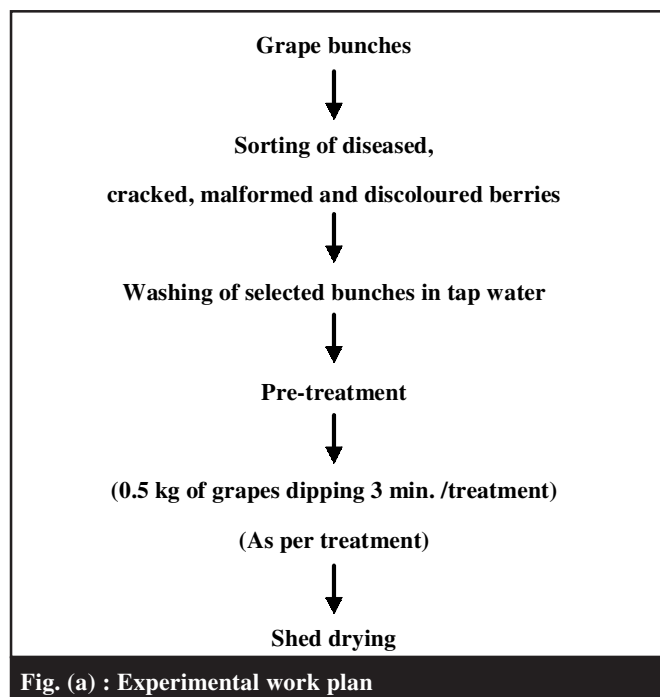 Grape bunches
Sorting of diseased,
cracked, malformed and discoloured berries
Washing of selected bunches in tap water
Pre-treatment
(0.5 kg of grapes dipping 3 min. /treatment)
(As per treatment)
Shed drying
Fig. (a) : Experimental work plan